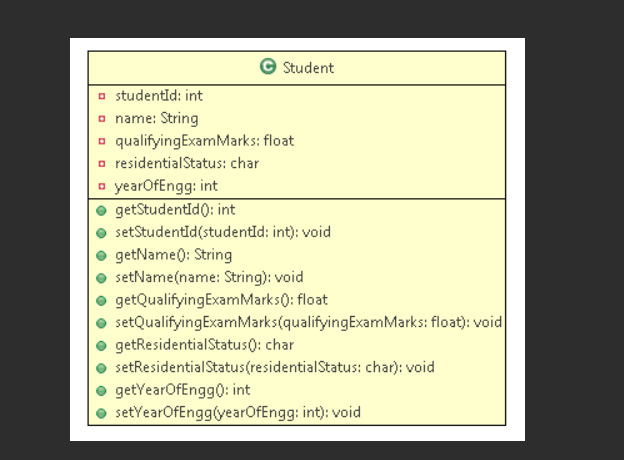 C Student
studentId: int
name: String
qualifyingExamMarks: float
residentialStatus: char
yearOfEngg: int
getStudentId(): int
setStudentId(studentId: int): void
getName(): String
setName(name: String): void
getQualifyingExamMarks(): float
setQualifyingExamMarks(qualifyingExamMarks: float): void
getResidentialStatus(): char
setResidentialStatus(residentialStatus: char): void
getYearOfEngg(): int
setYearOfEngg(yearOfEngg: int): void